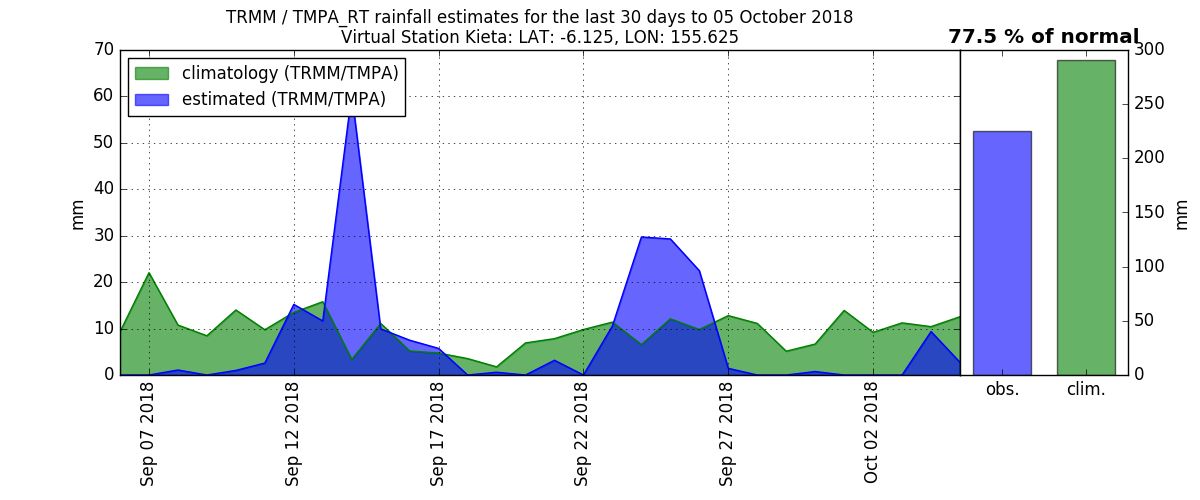 TRMM / TMPA_RT rainfall estimates for the last 30 days to 05 October 2018
Virtual Station Kieta: LAT: -6.125, LON: 155.625
77.5 % of normal
climatology (TRMM/TMPA)
estimated (TRMM/TMPA)
70
60
50
40
30
20
10
0
mm
Sep 07 2018
Sep 12 2018
Sep 17 2018
Sep 22 2018
Sep 27 2018
Oct 02 2018
obs.
clim.
300
250
200
150
100
50
0
mm